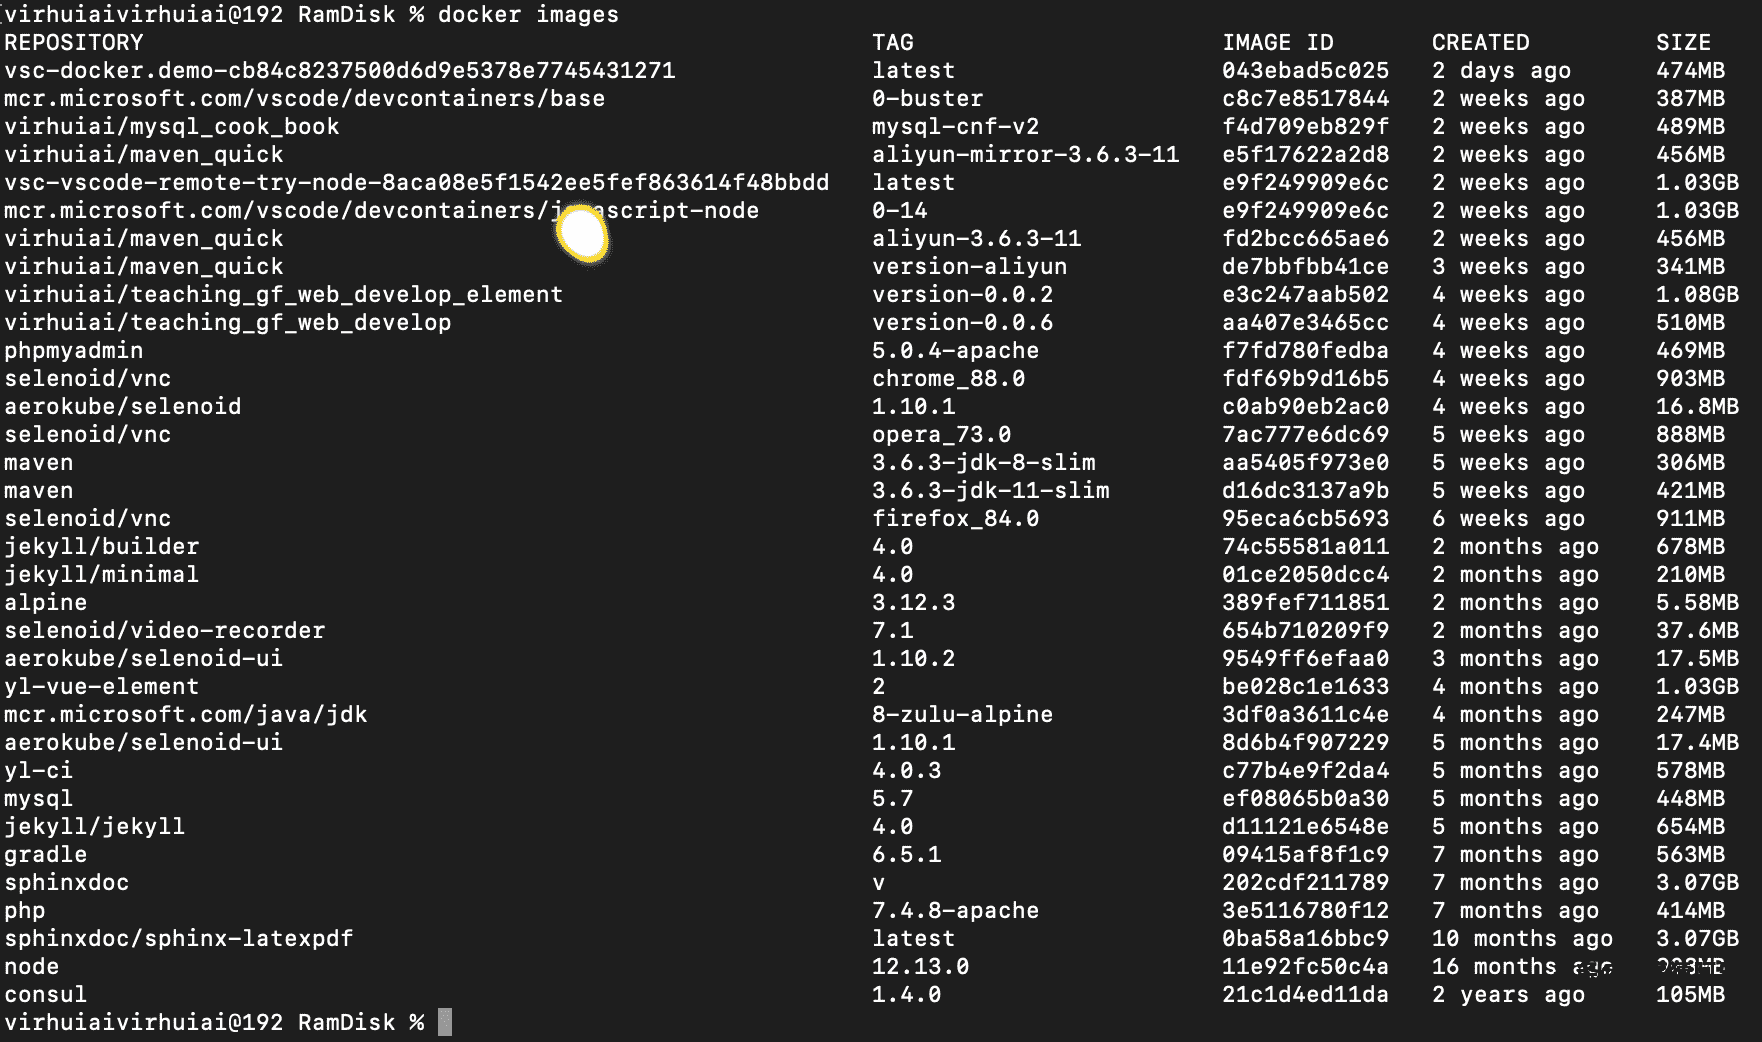 virhuiaivirhuiai@192 RamDisk % docker images
REPOSITORY TAG IMAGE ID CREATED SIZE
vsc-docker.demo-cb84c8237500d6d9e5378e7745431271 latest 043ebad5c025 2 days ago 474MB
mcr.microsoft.com/vscode/devcontainers/base 0-buster c8c7e8517844 2 weeks ago 387MB
virhuiai/mysql_cook_book mysql-cnf-v2 f4d709eb829f 2 weeks ago 489MB
virhuiai/maven_quick aliyun-mirror-3.6.3-11 e5f17622a2d8 2 weeks ago 456MB
vsc-vscode-remote-try-node-8aca08e5f1542ee5fef863614f48bbdd latest e9f249909e6c 2 weeks ago 1.03GB
mcr.microsoft.com/vscode/devcontainers/javascript-node 0-14 e9f249909e6c 2 weeks ago 1.03GB
virhuiai/maven_quick aliyun-3.6.3-11 fd2bcc665ae6 2 weeks ago 456MB
virhuiai/maven_quick version-aliyun de7bbfbb41ce 3 weeks ago 341MB
virhuiai/teaching_gf_web_develop_element version-0.0.2 e3c247aab502 4 weeks ago 1.08GB
virhuiai/teaching_gf_web_develop version-0.0.6 aa407e3465cc 4 weeks ago 510MB
phpmyadmin 5.0.4-apache f7fd780fedba 4 weeks ago 469MB
selenoid/vnc chrome_88.0 fdf69b9d16b5 4 weeks ago 903MB
aerokube/selenoid 1.10.1 c0ab90eb2ac0 4 weeks ago 16.8MB
selenoid/vnc opera_73.0 7ac777e6dc69 5 weeks ago 888MB
maven 3.6.3-jdk-8-slim aa5405f973e0 5 weeks ago 306MB
maven 3.6.3-jdk-11-slim d16dc3137a9b 5 weeks ago 421MB
selenoid/vnc firefox_84.0 95eca6cb5693 6 weeks ago 911MB
jekyll/builder 4.0 74c55581a011 2 months ago 678MB
jekyll/minimal 4.0 01ce2050dcc4 2 months ago 210MB
alpine 3.12.3 389fef711851 2 months ago 5.58MB
selenoid/video-recorder 7.1 654b710209f9 2 months ago 37.6MB
aerokube/selenoid-ui 1.10.2 9549ff6efaa0 3 months ago 17.5MB
yl-vue-element 2 be028c1e1633 4 months ago 1.03GB
mcr.microsoft.com/java/jdk 8-zulu-alpine 3df0a3611c4e 4 months ago 247MB
aerokube/selenoid-ui 1.10.1 8d6b4f907229 5 months ago 17.4MB
yl-ci 4.0.3 c77b4e9f2da4 5 months ago 578MB
mysql 5.7 ef08065b0a30 5 months ago 448MB
jekyll/jekyll 4.0 d11121e6548e 5 months ago 654MB
gradle 6.5.1 09415af8f1c9 7 months ago 563MB
sphinxdoc v 202cdf211789 7 months ago 3.07GB
php 7.4.8-apache 3e5116780f12 7 months ago 414MB
sphinxdoc/sphinx-latexpdf latest 0ba58a16bbc9 10 months ago 3.07GB
node 12.13.0 11e92fc50c4a 16 months ago
consul 1.4.0 21c1d4ed11da 2 years ago 105MB
virhuiaivirhuiai@192 RamDisk %